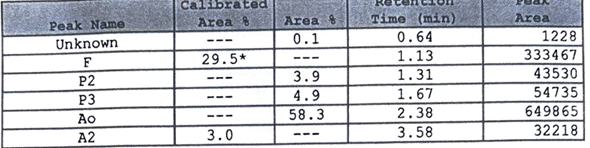 Calibrated Retention Peak
Peak Name Area % Area % Time (min) Area
Unknown --- 0.1 0.64 1228
F 29.5* --- 1.13 333467
P2 --- 3.9 1.31 43530
P3 --- 4.9 1.67 54735
Ao --- 58.3 2.38 649865
A2 3.0 --- 3.58 32218